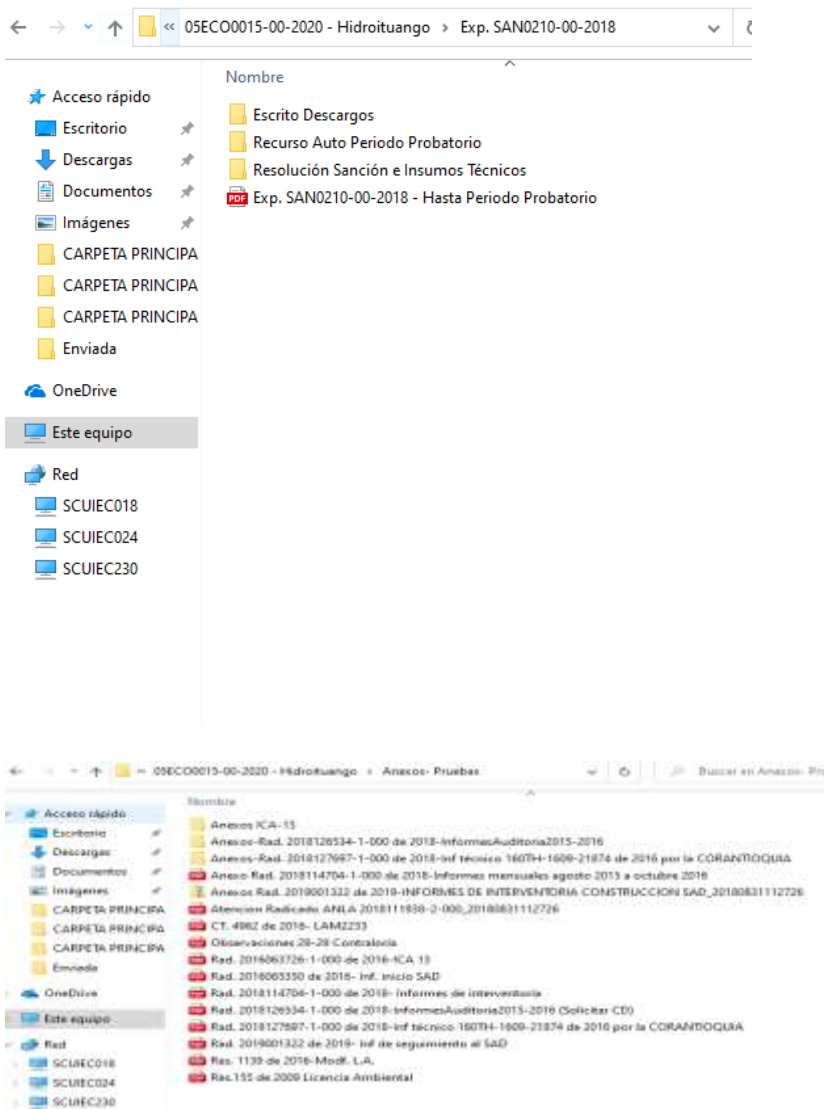 « 05ECO0015-00-2020 - Hidroituango › Exp. SAN0210-00-2018
Nombre
Acceso rápido
Escritorio
Descargas
Documentos
Imágenes
CARPETA PRINCIPA
CARPETA PRINCIPA
CARPETA PRINCIPA
Enviada
OneDrive
Este equipo
Red
SCUIEC018
SCUIEC024
SCUIEC230
Escrito Descargos
Recurso Auto Periodo Probatorio
Resolución Sanción e Insumos Técnicos
PDF Exp. SAN0210-00-2018 - Hasta Periodo Probatorio
« 05ECO0015-00-2020 - Hidroituango › Anexos- Pruebas
Buscar en Anexos- Pru
Nombre
Acceso rápido
Escritorio
Descargas
Documentos
Imágenes
CARPETA PRINCIPA
CARPETA PRINCIPA
CARPETA PRINCIPA
Enviada
OneDrive
Este equipo
Red
SCUIEC018
SCUIEC024
SCUIEC230
Anexos ICA-13
Anexos-Rad. 2018126534-1-000 de 2018-InformesAuditoria2015-2016
Anexos-Rad. 2018127697-1-000 de 2018-Inf técnico 160TH-1609-21874 de 2016 por la CORANTIOQUIA
Anexo Rad. 2018114704-1-000 de 2018-Informes mensuales agosto 2015 a octubre 2016
Anexos Rad. 2019001322 de 2019-INFORMES DE INTERVENTORIA CONSTRUCCION SAD_20180831112726
Atencion Radicado ANLA 2018111938-2-000_20180831112726
CT. 4962 de 2016- LAM2233
Observaciones 28-29 Contraloria
Rad. 2016063726-1-000 de 2016-ICA 13
Rad. 2016065350 de 2016- Inf. inicio SAD
Rad. 2018114704-1-000 de 2018- Informes de interventoria
Rad. 2018126534-1-000 de 2018-InformesAuditoria2015-2016 (Solicitar CD)
Rad. 2018127697-1-000 de 2018-Inf técnico 160TH-1609-21874 de 2016 por la CORANTIOQUIA
Rad. 2019001322 de 2019- Inf de seguimiento al SAD
Res. 1139 de 2016-Modf. L.A.
Res.155 de 2009 Licencia Ambiental